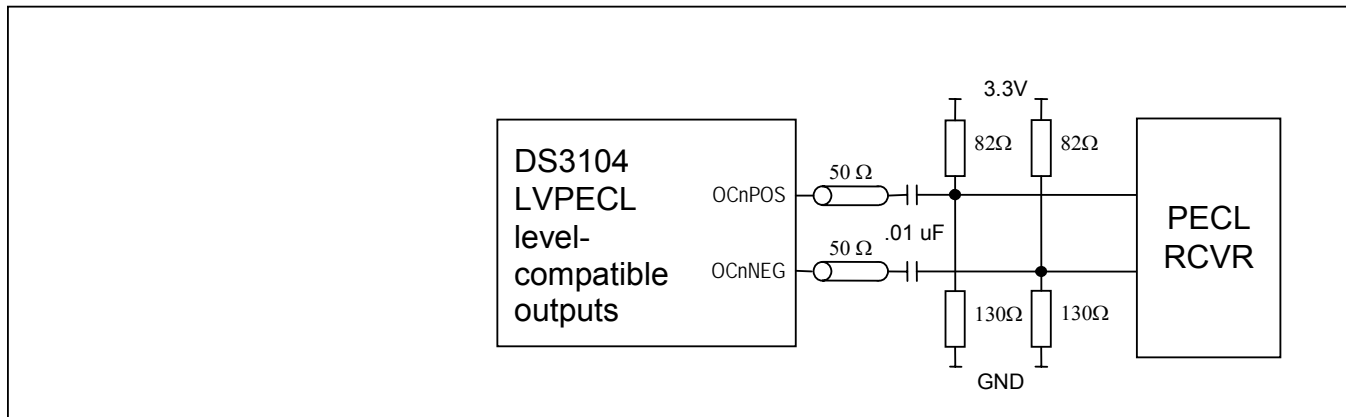 3.3V
82Ω
82Ω
DS3104
LVPECL
level-
compatible
outputs
OCnPOS
50 Ω
.01 uF
OCnNEG
50 Ω
PECL
RCVR
130Ω
130Ω
GND